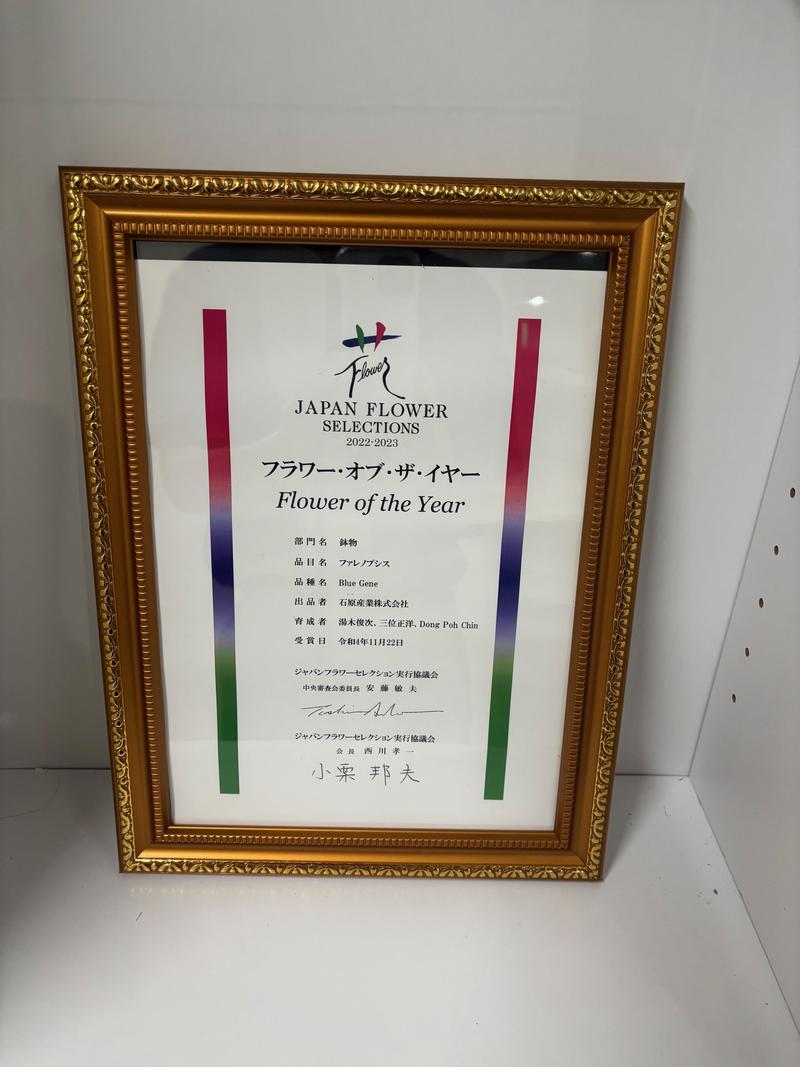 花
Flower
JAPAN FLOWER
SELECTIONS
2022-2023
フラワー・オブ・ザ・イヤー
Flower of the Year
部門名 鉢物
品目名 ファレノプシス
品種名 Blue Gene
出品者 石原産業株式会社
育成者 湯木俊次、三位正洋、Dong Poh Chin
受賞日 令和4年11月22日
ジャパンフラワーセレクション実行協議会
中央審査会委員長 安藤敏夫
ジャパンフラワーセレクション実行協議会
会長 西川孝一
小栗邦夫